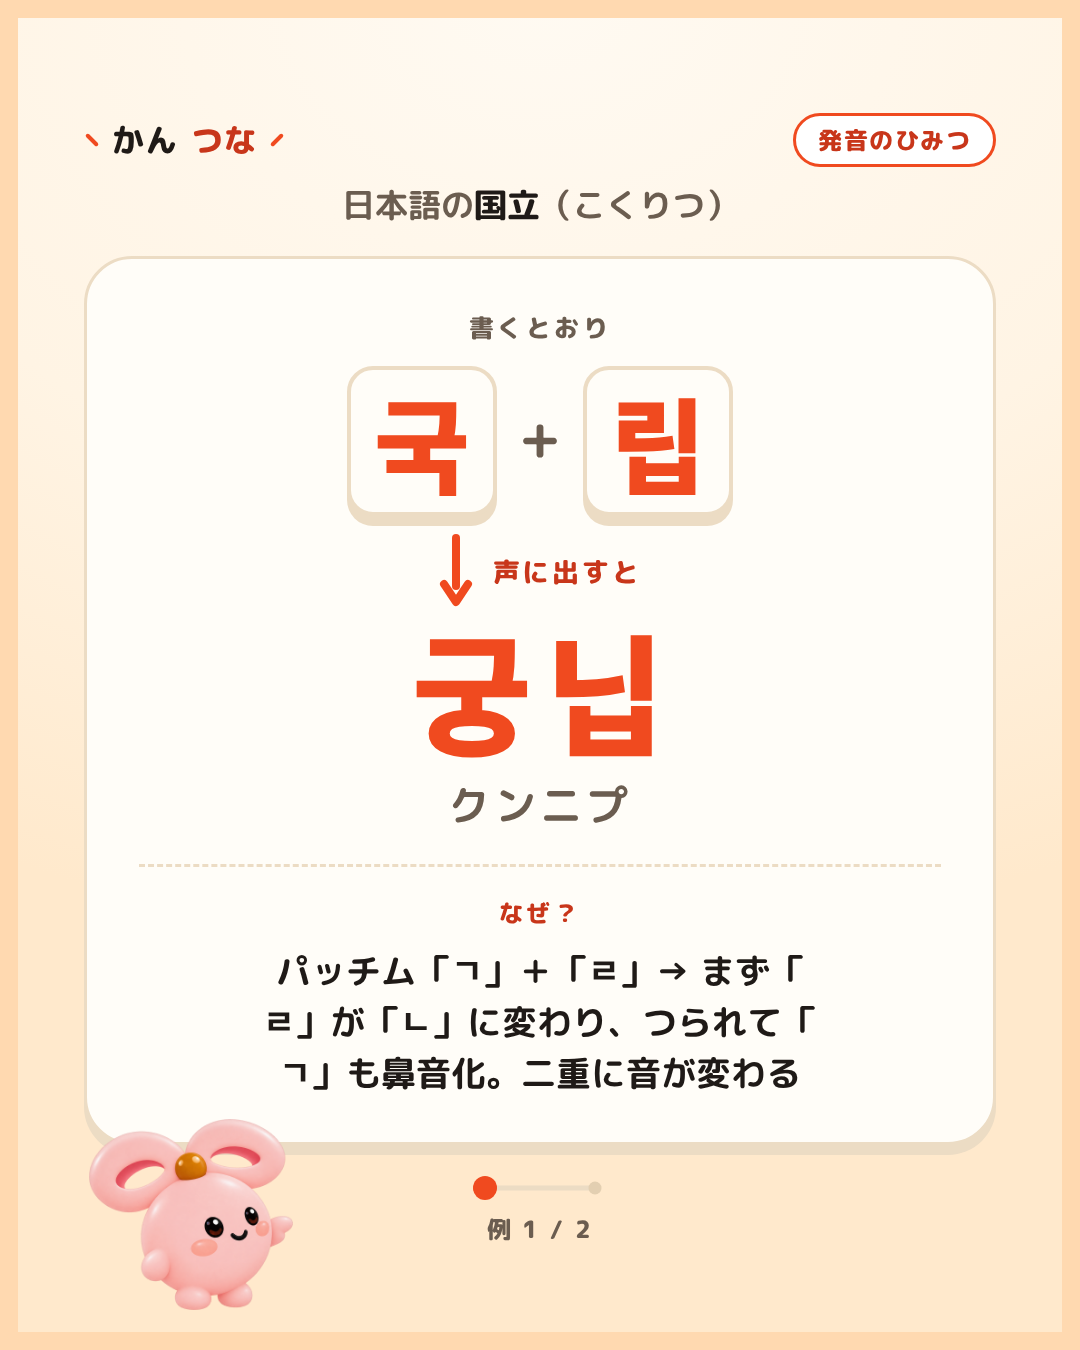 かん つな
発音のひみつ
日本語の国立（こくりつ）
書くとおり
국 + 립
声に出すと
궁닙
クンニプ
なぜ？
パッチム「ㄱ」＋「ㄹ」→ まず「
ㄹ」が「ㄴ」に変わり、つられて「
ㄱ」も鼻音化。二重に音が変わる
例 1 / 2